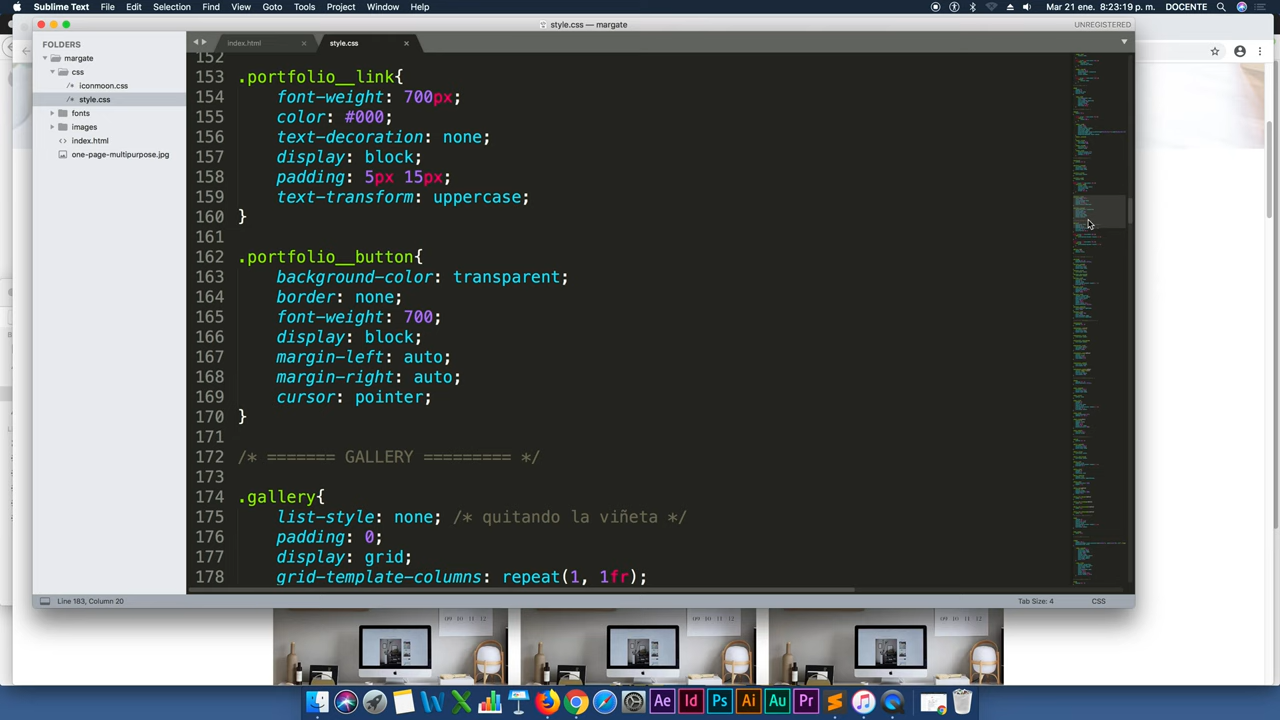 Sublime Text File Edit Selection Find View Goto Tools Project Window Help Mar 21 ene. 8:23:19 p. m. DOCENTE
style.css — margate UNREGISTERED
FOLDERS
margate
css
iconmoon.css
style.css
fonts
images
index.html
one-page-multipurpose.jpg
index.html style.css
152
153 .portfolio__link{
154 font-weight: 700px;
155 color: #000;
156 text-decoration: none;
157 display: block;
158 padding: 5px 15px;
159 text-transform: uppercase;
160 }
161
162 .portfolio__button{
163 background-color: transparent;
164 border: none;
165 font-weight: 700;
166 display: block;
167 margin-left: auto;
168 margin-right: auto;
169 cursor: pointer;
170 }
171
172 /* ======= GALLERY ========= */
173
174 .gallery{
175 list-style: none; /* quitando la viñeta */
176 padding: 0;
177 display: grid;
178 grid-template-columns: repeat(1, 1fr);
Line 183, Column 20 Tab Size: 4 CSS
Ae Id Ps Ai Au Pr